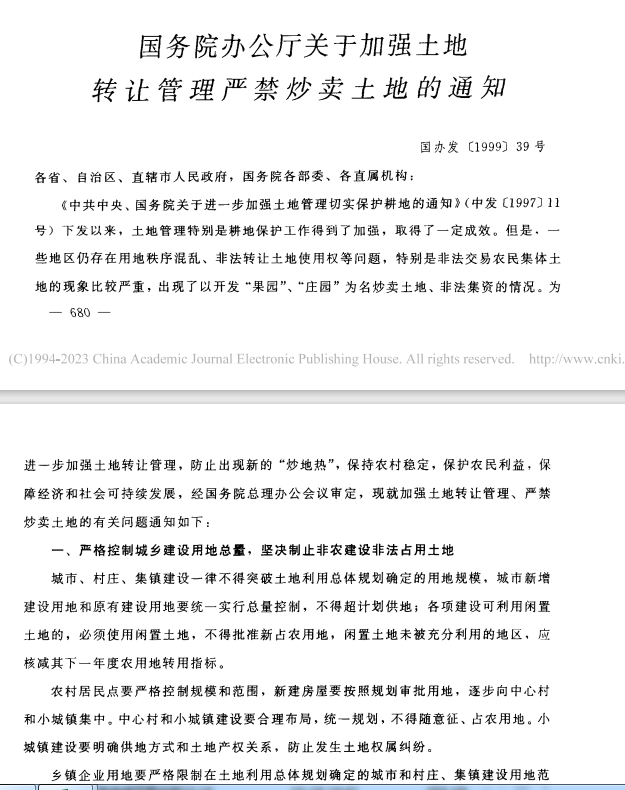 国务院办公厅关于加强土地
转让管理严禁炒卖土地的通知
国办发〔1999〕39号
各省、自治区、直辖市人民政府，国务院各部委、各直属机构：
《中共中央、国务院关于进一步加强土地管理切实保护耕地的通知》（中发〔1997〕11
号）下发以来，土地管理特别是耕地保护工作得到了加强，取得了一定成效。但是，一
些地区仍存在用地秩序混乱、非法转让土地使用权等问题，特别是非法交易农民集体土
地的现象比较严重，出现了以开发“果园”、“庄园”为名炒卖土地、非法集资的情况。为
— 680 —
(C)1994-2023 China Academic Journal Electronic Publishing House. All rights reserved. http://www.cnki.
进一步加强土地转让管理，防止出现新的“炒地热”，保持农村稳定，保护农民利益，保
障经济和社会可持续发展，经国务院总理办公会议审定，现就加强土地转让管理、严禁
炒卖土地的有关问题通知如下：
一、严格控制城乡建设用地总量，坚决制止非农建设非法占用土地
城市、村庄、集镇建设一律不得突破土地利用总体规划确定的用地规模，城市新增
建设用地和原有建设用地要统一实行总量控制，不得超计划供地；各项建设可利用闲置
土地的，必须使用闲置土地，不得批准新占农用地，闲置土地未被充分利用的地区，应
核减其下一年度农用地转用指标。
农村居民点要严格控制规模和范围，新建房屋要按照规划审批用地，逐步向中心村
和小城镇集中。中心村和小城镇建设要合理布局，统一规划，不得随意征、占农用地。小
城镇建设要明确供地方式和土地产权关系，防止发生土地权属纠纷。
乡镇企业用地要严格限制在土地利用总体规划确定的城市和村庄、集镇建设用地范